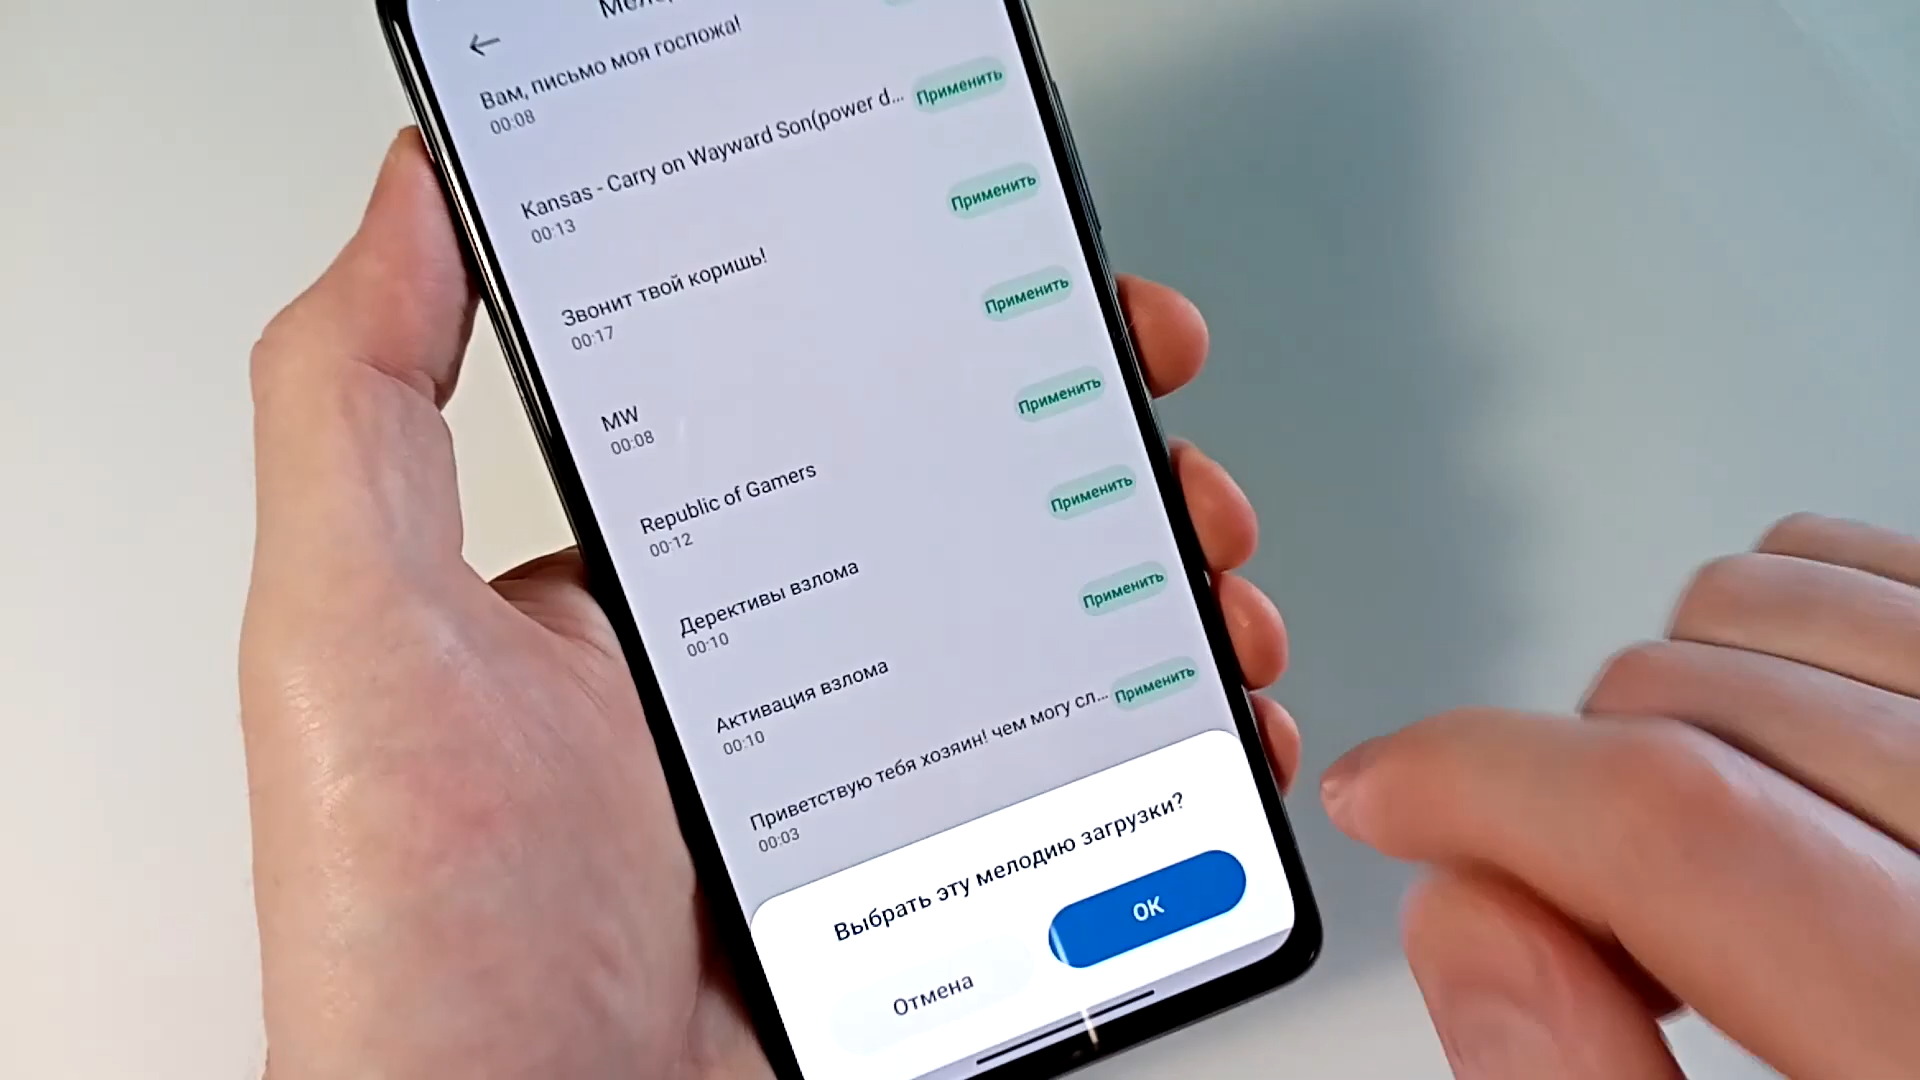 Вам, письмо моя госпожа!
00:08
Применить
Kansas - Carry on Wayward Son(power d...
00:13
Применить
Звонит твой коришь!
00:17
Применить
MW
00:08
Применить
Republic of Gamers
00:12
Применить
Дерективы взлома
00:10
Применить
Активация взлома
00:10
Применить
Приветствую тебя хозяин! чем могу сл...
00:03
Выбрать эту мелодию загрузки?
Отмена
OK